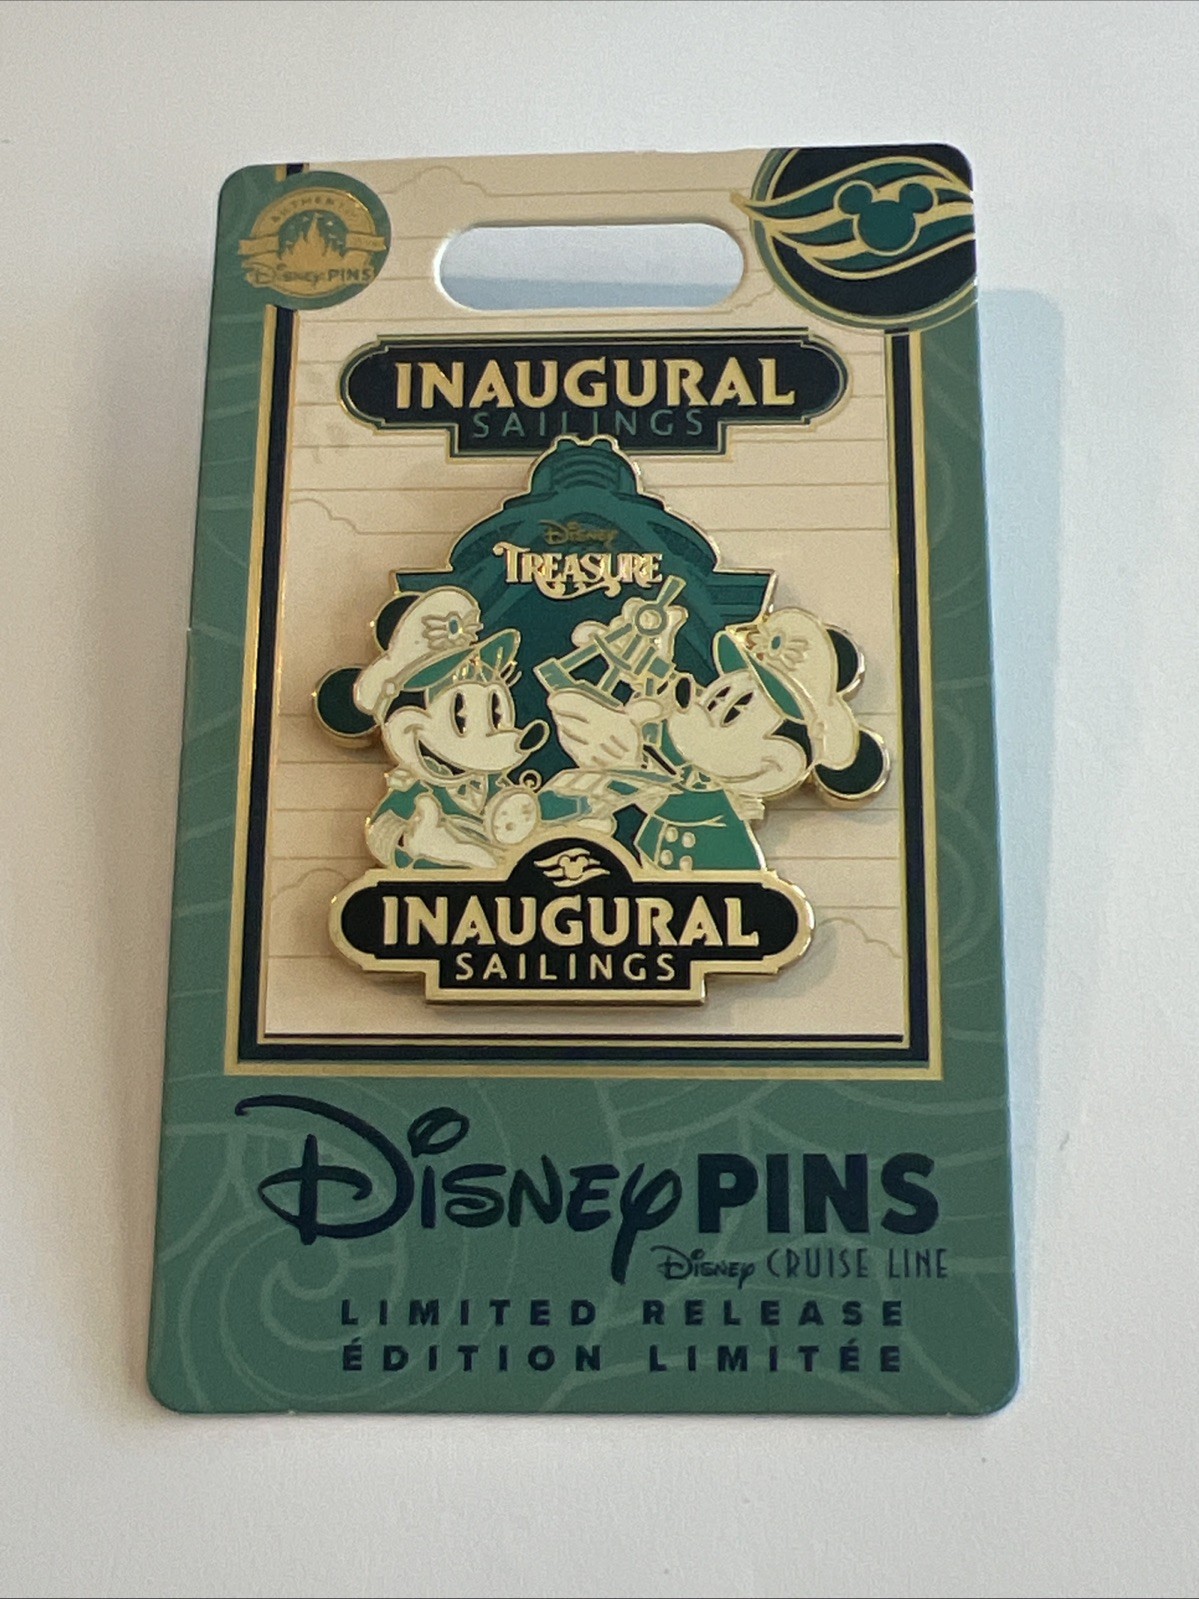 AUTHENTIC
Disney PINS
INAUGURAL
SAILINGS
Disney
TREASURE
INAUGURAL
SAILINGS
Disney PINS
Disney CRUISE LINE
LIMITED RELEASE
ÉDITION LIMITÉE